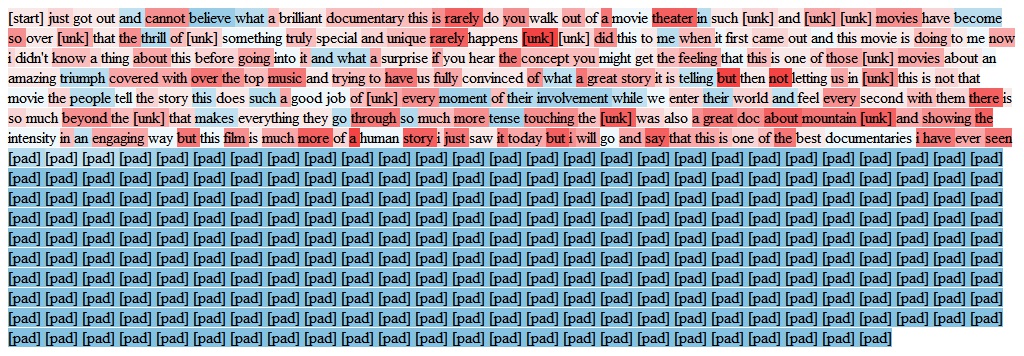 [start] just got out and cannot believe what a brilliant documentary this is rarely do you walk out of a movie theater in such [unk] and [unk] [unk] movies have become
so over [unk] that the thrill of [unk] something truly special and unique rarely happens [unk] [unk] did this to me when it first came out and this movie is doing to me now
i didn't know a thing about this before going into it and what a surprise if you hear the concept you might get the feeling that this is one of those [unk] movies about an
amazing triumph covered with over the top music and trying to have us fully convinced of what a great story it is telling but then not letting us in [unk] this is not that
movie the people tell the story this does such a good job of [unk] every moment of their involvement while we enter their world and feel every second with them there is
so much beyond the [unk] that makes everything they go through so much more tense touching the [unk] was also a great doc about mountain [unk] and showing the
intensity in an engaging way but this film is much more of a human story i just saw it today but i will go and say that this is one of the best documentaries i have ever seen
[pad] [pad] [pad] [pad] [pad] [pad] [pad] [pad] [pad] [pad] [pad] [pad] [pad] [pad] [pad] [pad] [pad] [pad] [pad] [pad] [pad] [pad] [pad] [pad] [pad] [pad] [pad]
[pad] [pad] [pad] [pad] [pad] [pad] [pad] [pad] [pad] [pad] [pad] [pad] [pad] [pad] [pad] [pad] [pad] [pad] [pad] [pad] [pad] [pad] [pad] [pad] [pad] [pad] [pad]
[pad] [pad] [pad] [pad] [pad] [pad] [pad] [pad] [pad] [pad] [pad] [pad] [pad] [pad] [pad] [pad] [pad] [pad] [pad] [pad] [pad] [pad] [pad] [pad] [pad] [pad] [pad]
[pad] [pad] [pad] [pad] [pad] [pad] [pad] [pad] [pad] [pad] [pad] [pad] [pad] [pad] [pad] [pad] [pad] [pad] [pad] [pad] [pad] [pad] [pad] [pad] [pad] [pad] [pad]
[pad] [pad] [pad] [pad] [pad] [pad] [pad] [pad] [pad] [pad] [pad] [pad] [pad] [pad] [pad] [pad] [pad] [pad] [pad] [pad] [pad] [pad] [pad] [pad] [pad] [pad] [pad]
[pad] [pad] [pad] [pad] [pad] [pad] [pad] [pad] [pad] [pad] [pad] [pad] [pad] [pad] [pad] [pad] [pad] [pad] [pad] [pad] [pad] [pad] [pad] [pad] [pad] [pad] [pad]
[pad] [pad] [pad] [pad] [pad] [pad] [pad] [pad] [pad] [pad] [pad] [pad] [pad] [pad] [pad] [pad] [pad] [pad] [pad] [pad] [pad] [pad] [pad] [pad] [pad] [pad] [pad]
[pad] [pad] [pad] [pad] [pad] [pad] [pad] [pad] [pad] [pad] [pad] [pad] [pad] [pad] [pad] [pad] [pad] [pad] [pad] [pad] [pad] [pad] [pad] [pad] [pad] [pad] [pad]
[pad] [pad] [pad] [pad] [pad] [pad] [pad] [pad] [pad] [pad] [pad] [pad] [pad] [pad] [pad] [pad] [pad] [pad] [pad] [pad] [pad] [pad] [pad] [pad] [pad] [pad] [pad]
[pad] [pad] [pad] [pad] [pad] [pad] [pad] [pad] [pad] [pad] [pad] [pad] [pad] [pad] [pad] [pad] [pad] [pad] [pad] [pad] [pad] [pad] [pad] [pad]